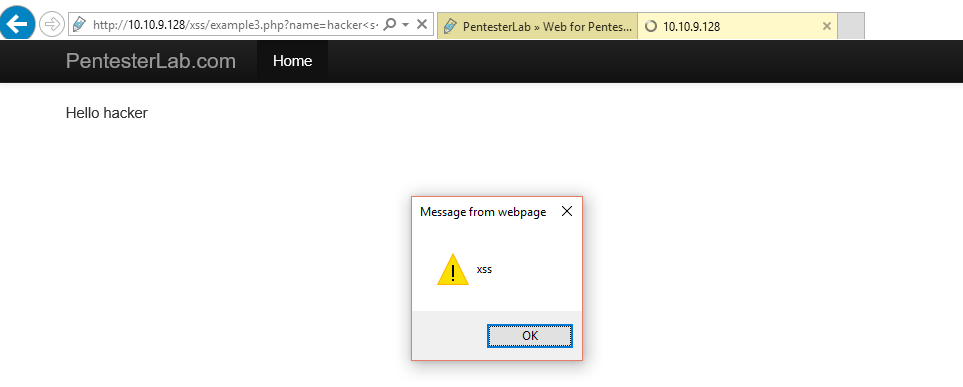 http://10.10.9.128/xss/example3.php?name=hacker<s
PentesterLab » Web for Pentes...
10.10.9.128
PentesterLab.com
Home
Hello hacker
Message from webpage
xss
OK